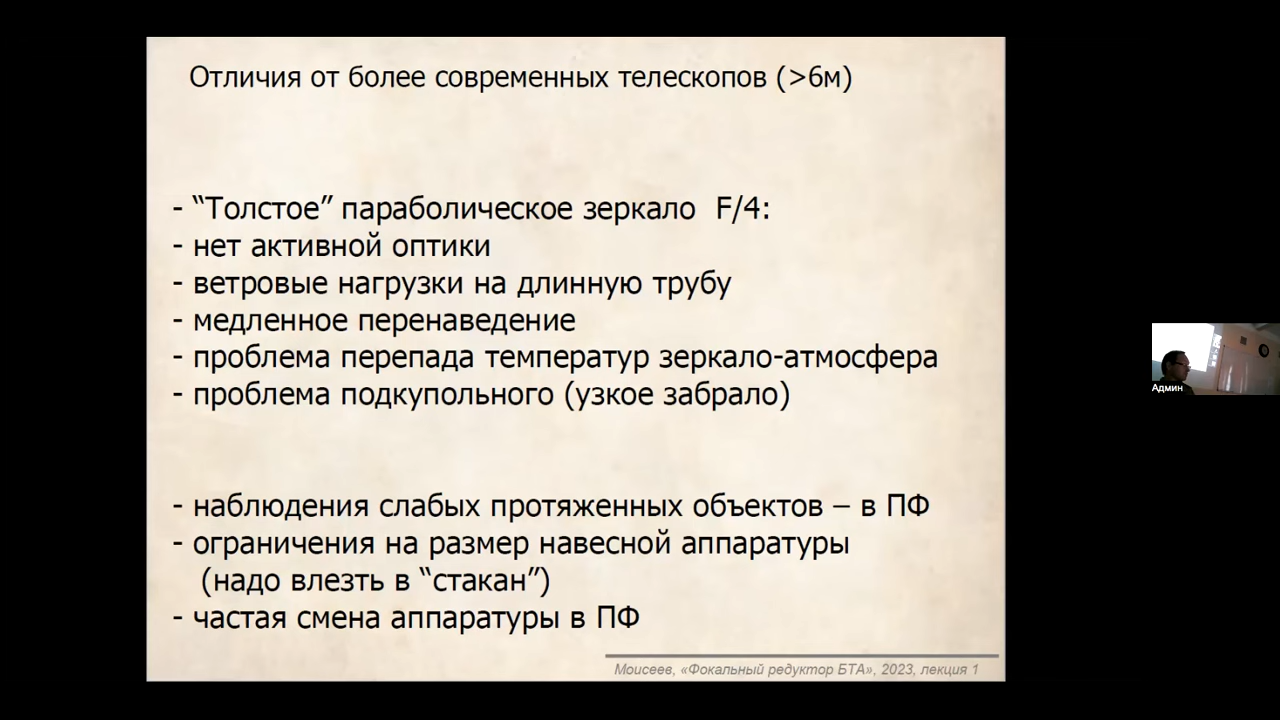 Отличия от более современных телескопов (>6м)
- “Толстое” параболическое зеркало F/4:
- нет активной оптики
- ветровые нагрузки на длинную трубу
- медленное перенаведение
- проблема перепада температур зеркало-атмосфера
- проблема подкупольного (узкое забрало)
- наблюдения слабых протяженных объектов – в ПФ
- ограничения на размер навесной аппаратуры
(надо влезть в “стакан”)
- частая смена аппаратуры в ПФ
Моисеев, «Фокальный редуктор БТА», 2023, лекция 1
Админ